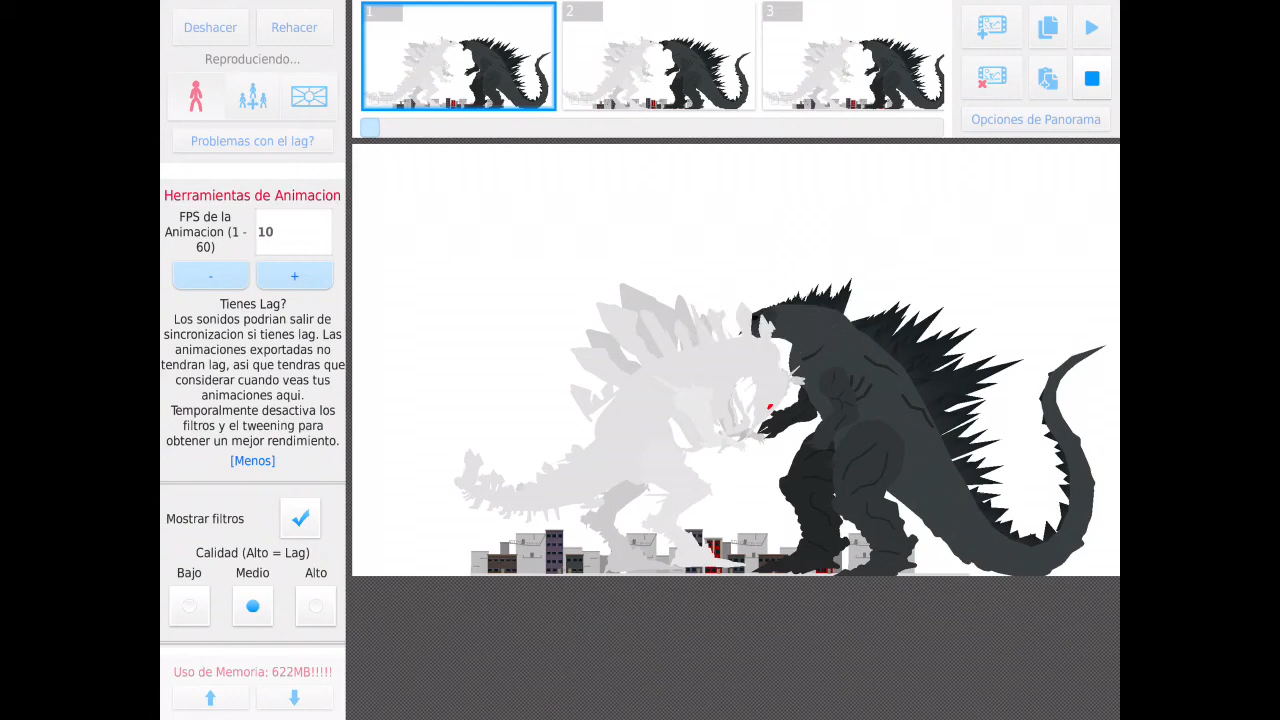 Deshacer
Rehacer
Reproduciendo...
Problemas con el lag?
Herramientas de Animacion
FPS de la
Animacion (1 -
60)
10
-
+
Tienes Lag?
Los sonidos podrian salir de
sincronizacion si tienes lag. Las
animaciones exportadas no
tendran lag, asi que tendras que
considerar cuando veas tus
animaciones aqui.
Temporalmente desactiva los
filtros y el tweening para
obtener un mejor rendimiento.
[Menos]
Mostrar filtros
Calidad (Alto = Lag)
Bajo
Medio
Alto
Uso de Memoria: 622MB!!!!!
1
2
3
Opciones de Panorama